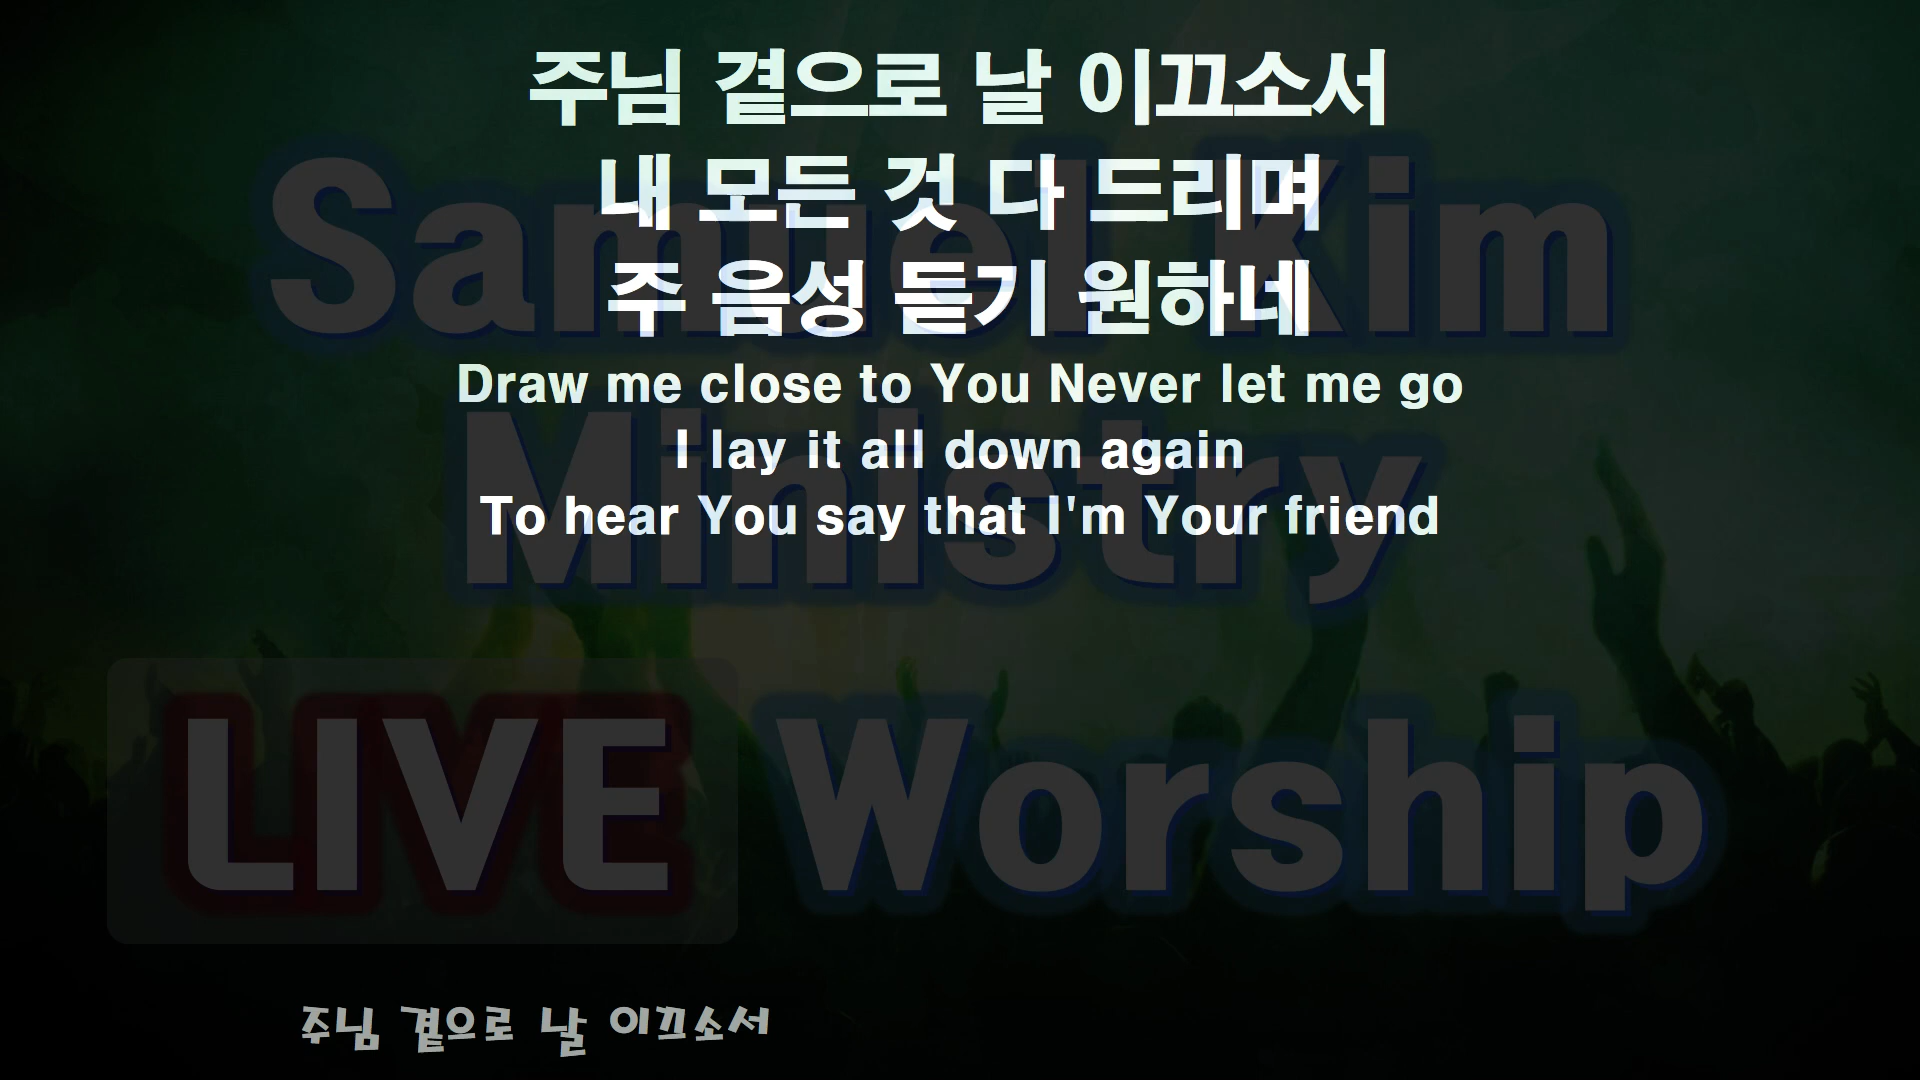 주님 곁으로 날 이끄소서
내 모든 것 다 드리며
주 음성 듣기 원하네
Draw me close to You Never let me go
I lay it all down again
To hear You say that I'm Your friend
Samuel Kim
Ministry
LIVE Worship
주님 곁으로 날 이끄소서